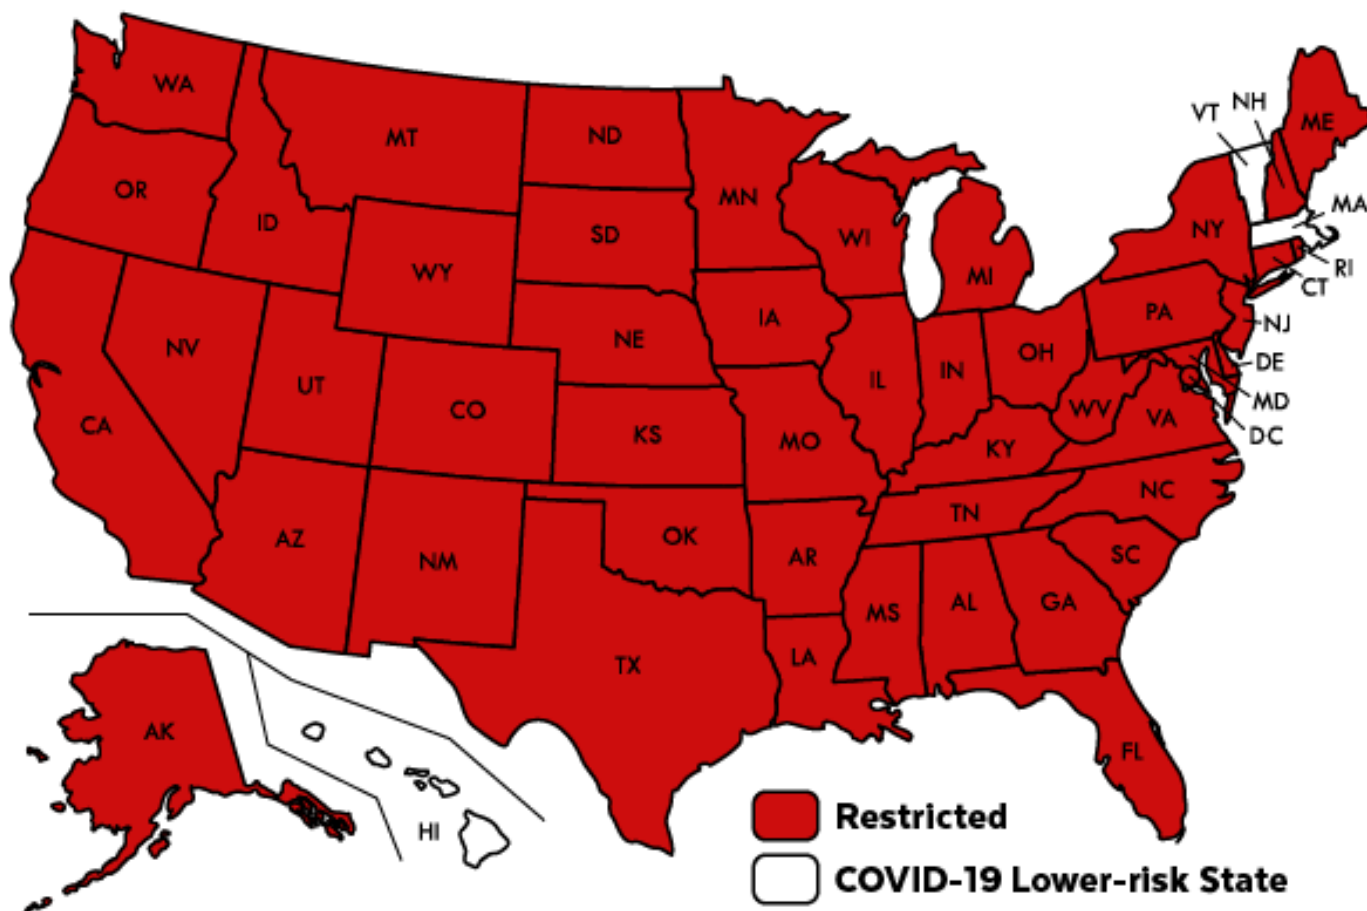 WA
MT
ND
MN
OR
ID
SD
WI
WY
MI
VT
NH
ME
MA
NY
RI
CT
NJ
PA
DE
MD
DC
NV
UT
CO
NE
IA
IL
IN
OH
WV
VA
CA
KS
MO
KY
NC
TN
AZ
NM
OK
AR
SC
MS
AL
GA
TX
LA
FL
AK
HI
Restricted
COVID-19 Lower-risk State